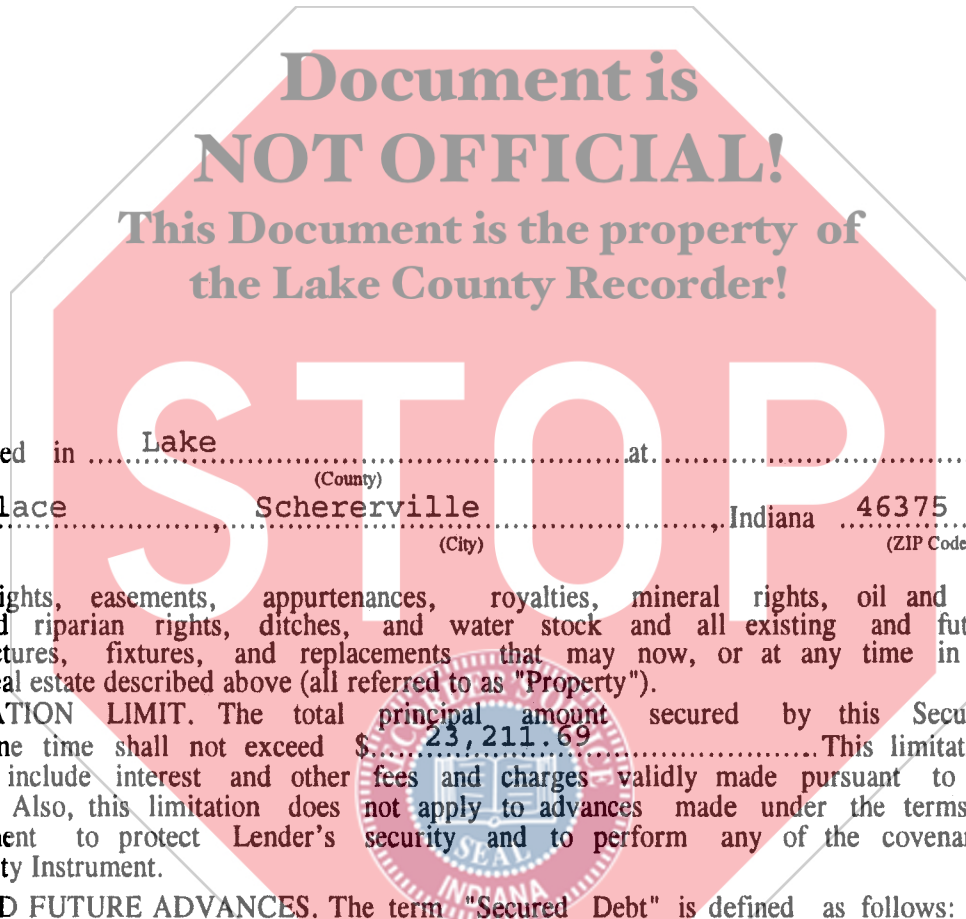 Document is
NOT OFFICIAL!
This Document is the property of
the Lake County Recorder!
STOP
ed in ..... Lake ..... at .....
(County)
lace ....., Schererville ....., Indiana ..46375
(City) (ZIP Code
ights, easements, appurtenances, royalties, mineral rights, oil and
d riparian rights, ditches, and water stock and all existing and fut
ctures, fixtures, and replacements that may now, or at any time in
eal estate described above (all referred to as "Property").
ATION LIMIT. The total principal amount secured by this Secu
ne time shall not exceed $.....23,211.69..... This limitat
include interest and other fees and charges validly made pursuant to
Also, this limitation does not apply to advances made under the terms
nent to protect Lender's security and to perform any of the covenan
ty Instrument.
D FUTURE ADVANCES. The term "Secured Debt" is defined as follows:
RECORDER'S OFFICE
SEAL
INDIANA